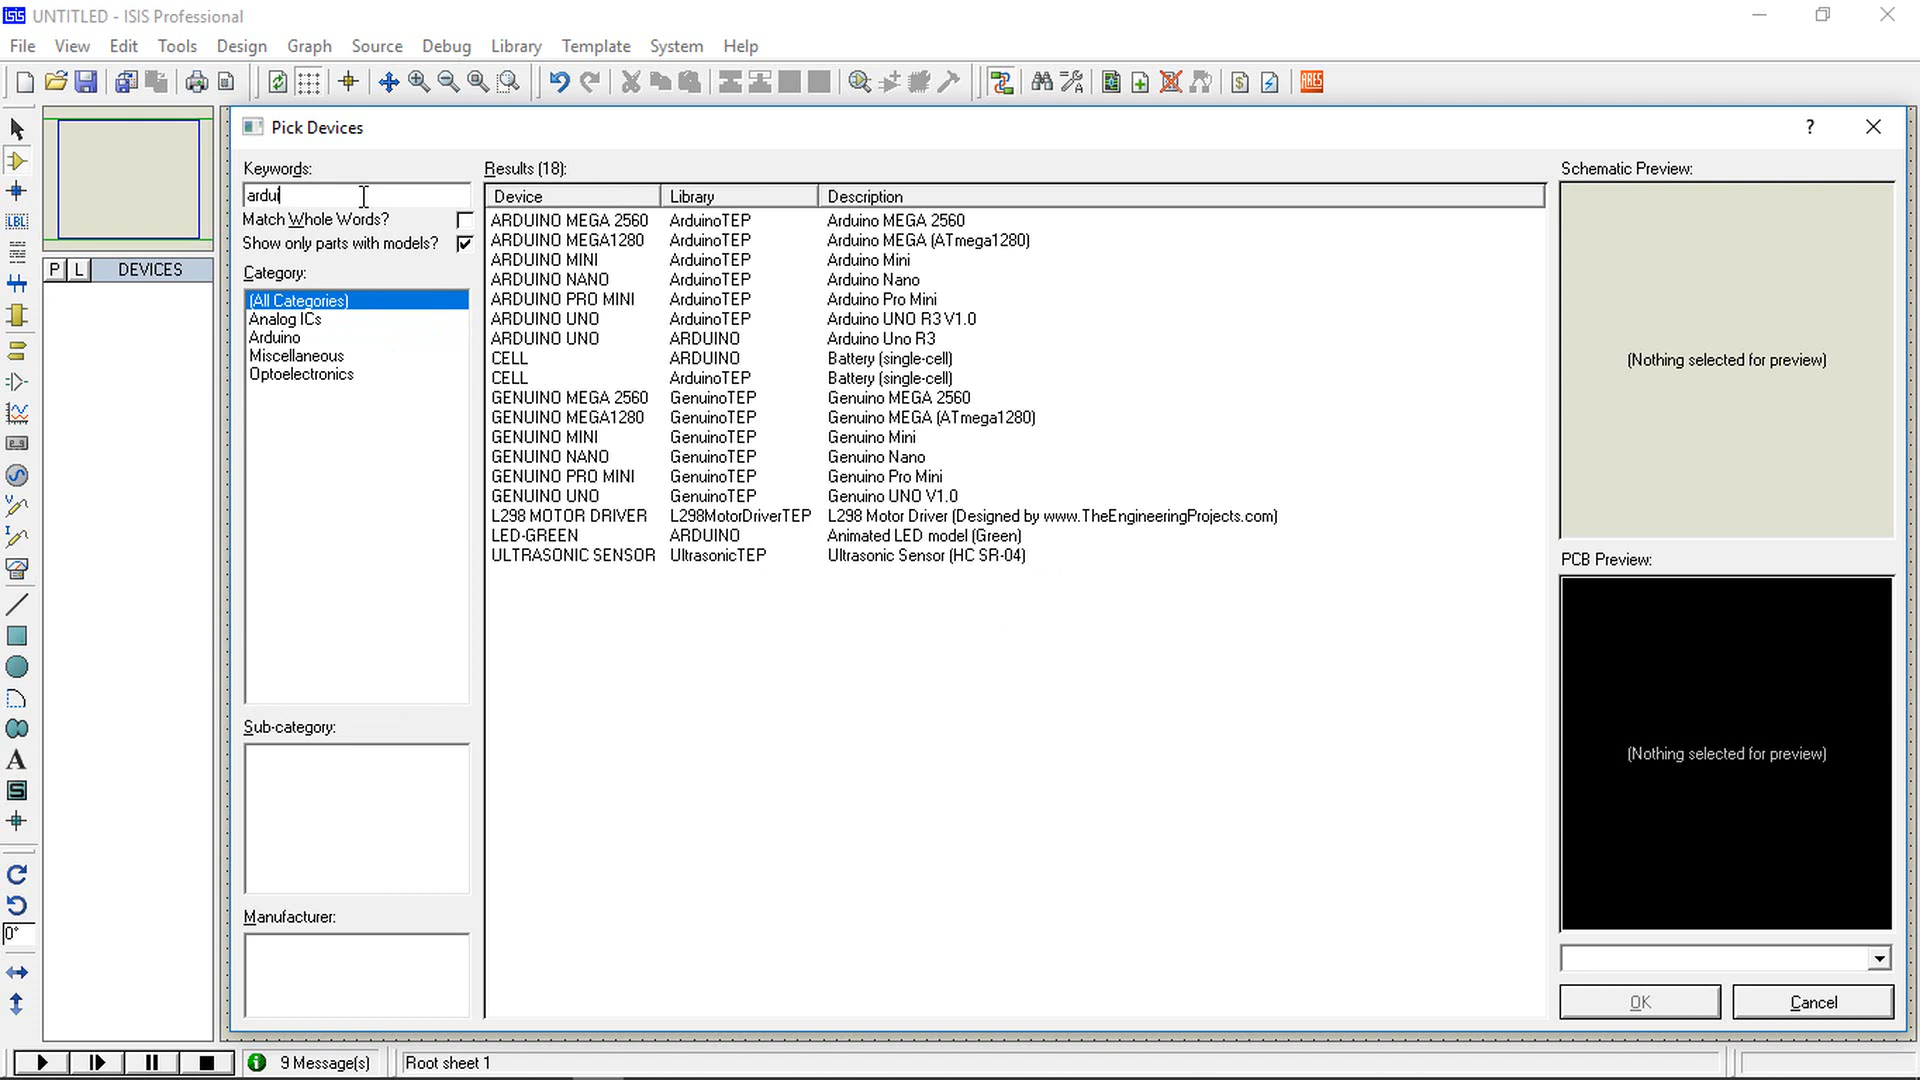 UNTITLED - ISIS Professional
File View Edit Tools Design Graph Source Debug Library Template System Help
ARES
Pick Devices
?
Keywords:
ardui
Match Whole Words?
Show only parts with models?
Category:
(All Categories)
Analog ICs
Arduino
Miscellaneous
Optoelectronics
Sub-category:
Manufacturer:
Results (18):
Device Library Description
ARDUINO MEGA 2560 ArduinoTEP Arduino MEGA 2560
ARDUINO MEGA1280 ArduinoTEP Arduino MEGA (ATmega1280)
ARDUINO MINI ArduinoTEP Arduino Mini
ARDUINO NANO ArduinoTEP Arduino Nano
ARDUINO PRO MINI ArduinoTEP Arduino Pro Mini
ARDUINO UNO ArduinoTEP Arduino UNO R3 V1.0
ARDUINO UNO ARDUINO Arduino Uno R3
CELL ARDUINO Battery (single-cell)
CELL ArduinoTEP Battery (single-cell)
GENUINO MEGA 2560 GenuinoTEP Genuino MEGA 2560
GENUINO MEGA1280 GenuinoTEP Genuino MEGA (ATmega1280)
GENUINO MINI GenuinoTEP Genuino Mini
GENUINO NANO GenuinoTEP Genuino Nano
GENUINO PRO MINI GenuinoTEP Genuino Pro Mini
GENUINO UNO GenuinoTEP Genuino UNO V1.0
L298 MOTOR DRIVER L298MotorDriverTEP L298 Motor Driver (Designed by www.TheEngineeringProjects.com)
LED-GREEN ARDUINO Animated LED model (Green)
ULTRASONIC SENSOR UltrasonicTEP Ultrasonic Sensor (HC SR-04)
Schematic Preview:
(Nothing selected for preview)
PCB Preview:
(Nothing selected for preview)
OK Cancel
P L DEVICES
LBL
A
S
0°
9 Message(s) Root sheet 1